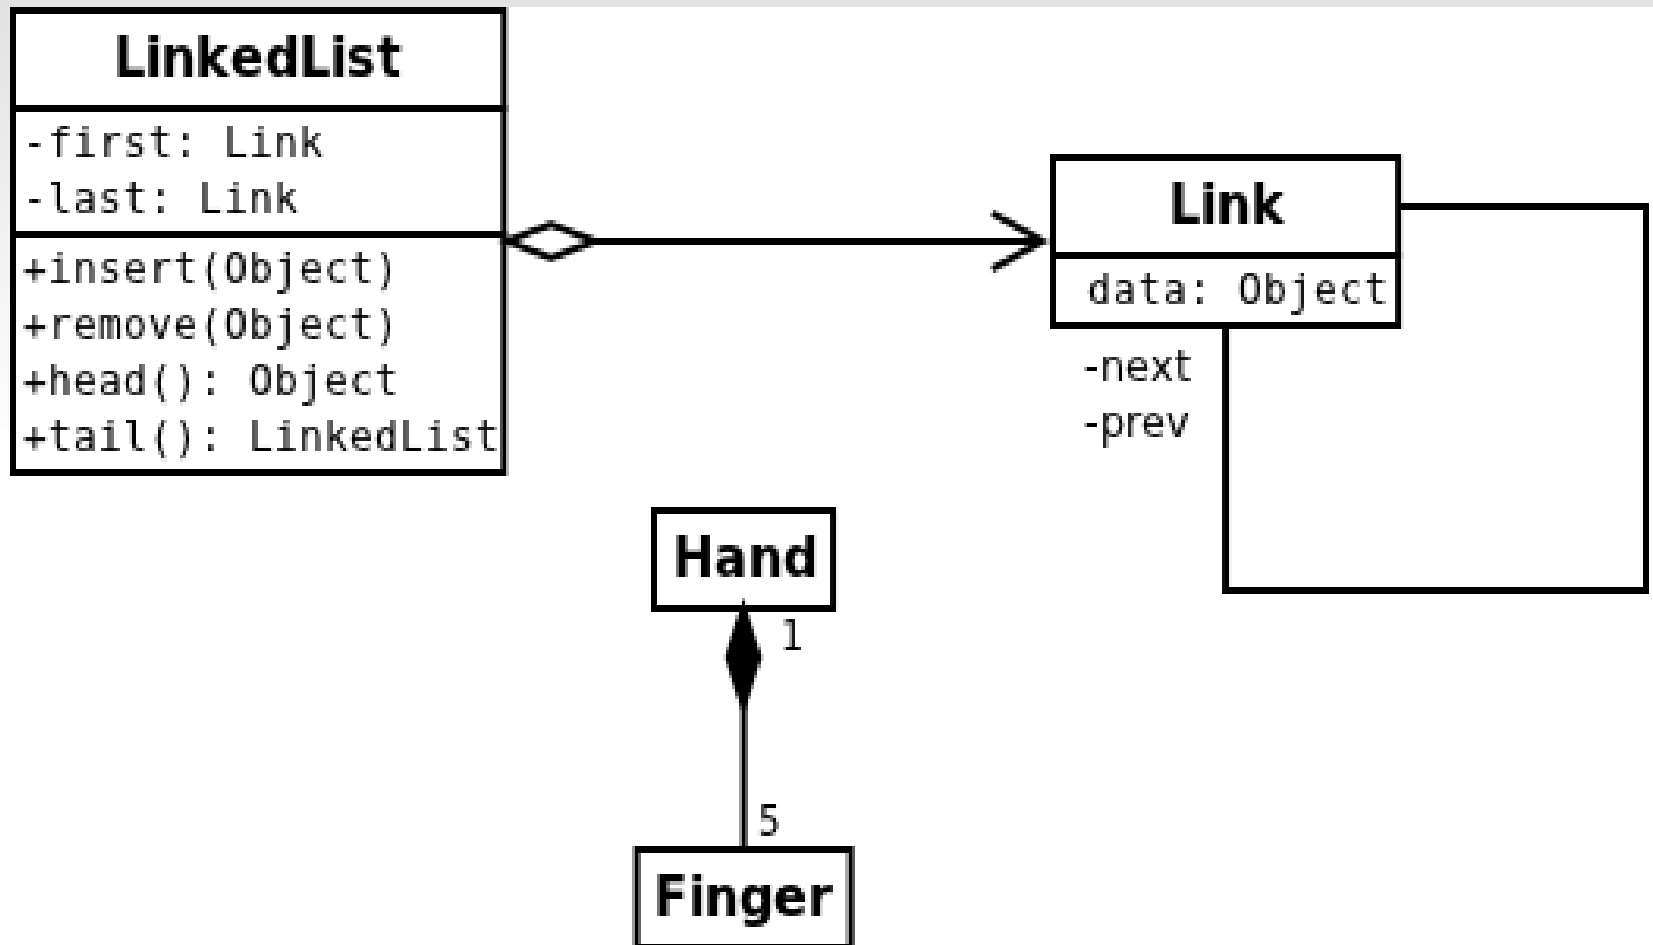 LinkedList
-first: Link
-last: Link
+insert(Object)
+remove(Object)
+head(): Object
+tail(): LinkedList
Link
data: Object
-next
-prev
Hand
1
5
Finger